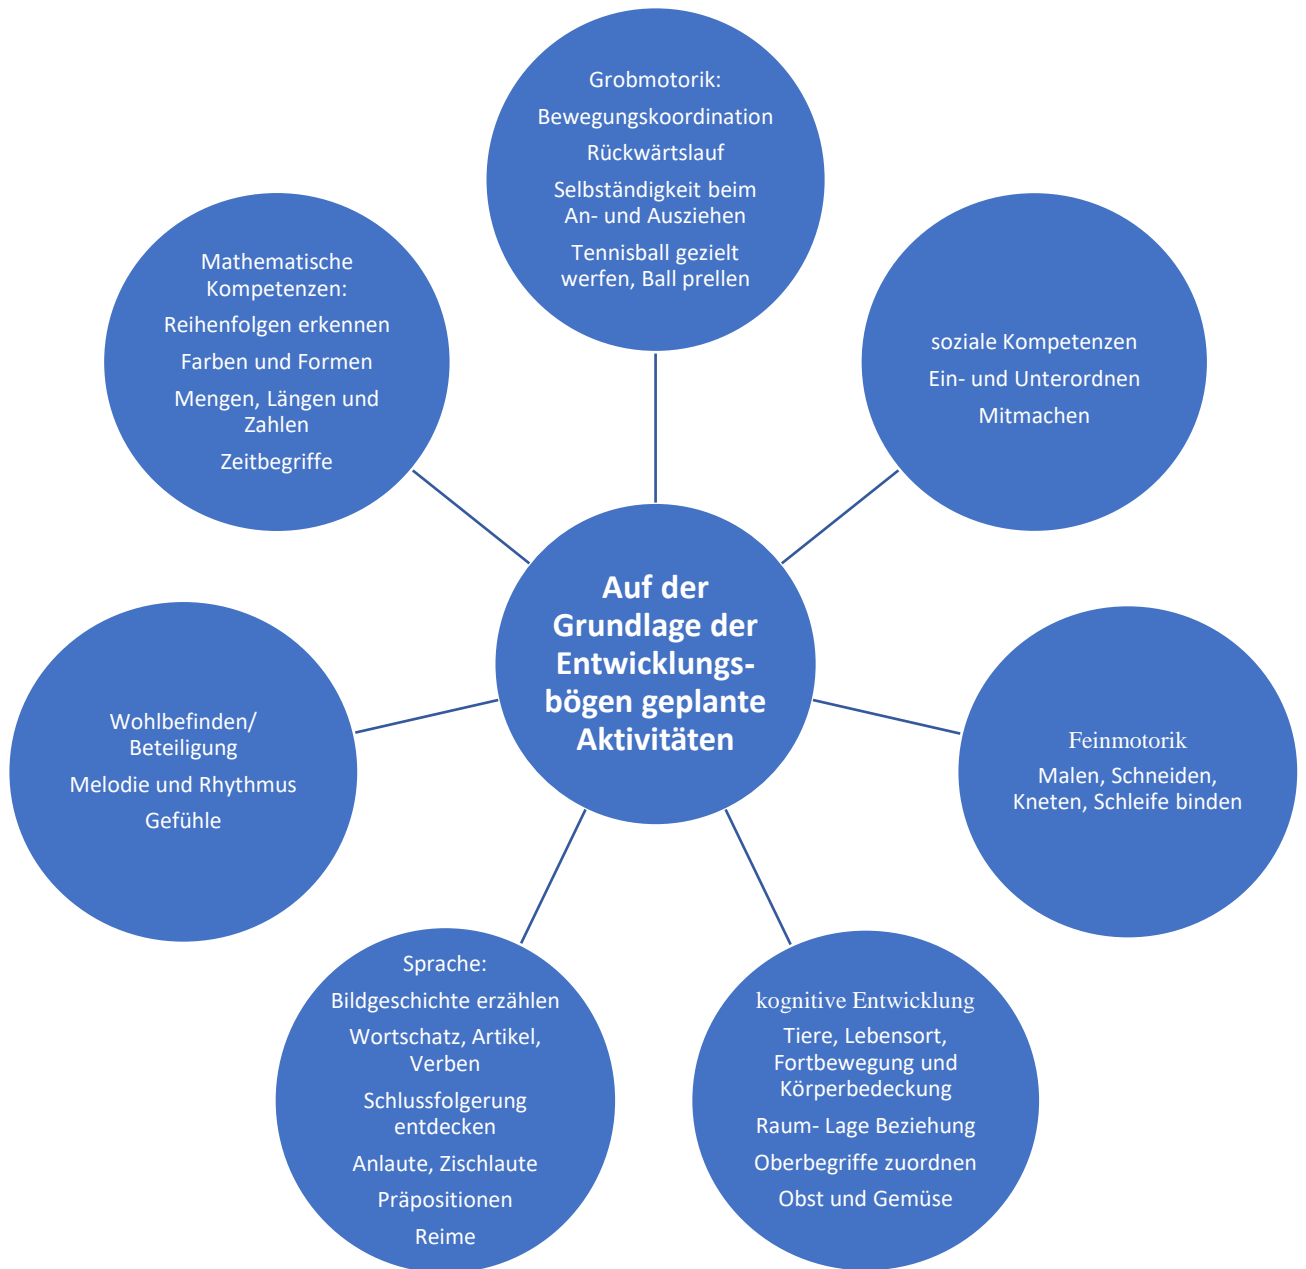 Grobmotorik:
Bewegungskoordination
Rückwärtslauf
Selbständigkeit beim
An- und Ausziehen
Tennisball gezielt
werfen, Ball prellen
soziale Kompetenzen
Ein- und Unterordnen
Mitmachen
Feinmotorik
Malen, Schneiden,
Kneten, Schleife binden
kognitive Entwicklung
Tiere, Lebensort,
Fortbewegung und
Körperbedeckung
Raum- Lage Beziehung
Oberbegriffe zuordnen
Obst und Gemüse
Sprache:
Bildgeschichte erzählen
Wortschatz, Artikel,
Verben
Schlussfolgerung
entdecken
Anlaute, Zischlaute
Präpositionen
Reime
Wohlbefinden/
Beteiligung
Melodie und Rhythmus
Gefühle
Mathematische
Kompetenzen:
Reihenfolgen erkennen
Farben und Formen
Mengen, Längen und
Zahlen
Zeitbegriffe
Auf der
Grundlage der
Entwicklungs-
bögen geplante
Aktivitäten